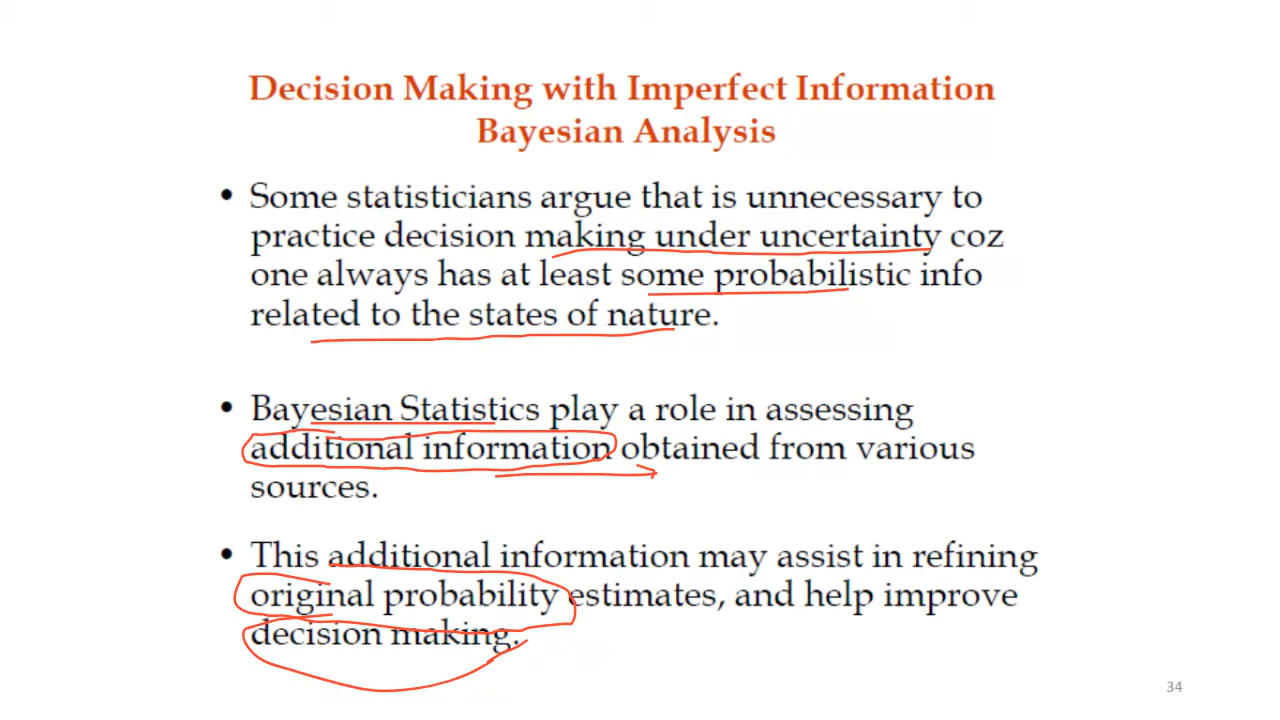 Decision Making with Imperfect Information
Bayesian Analysis
• Some statisticians argue that is unnecessary to
practice decision making under uncertainty coz
one always has at least some probabilistic info
related to the states of nature.
• Bayesian Statistics play a role in assessing
additional information obtained from various
sources.
• This additional information may assist in refining
original probability estimates, and help improve
decision making.
34